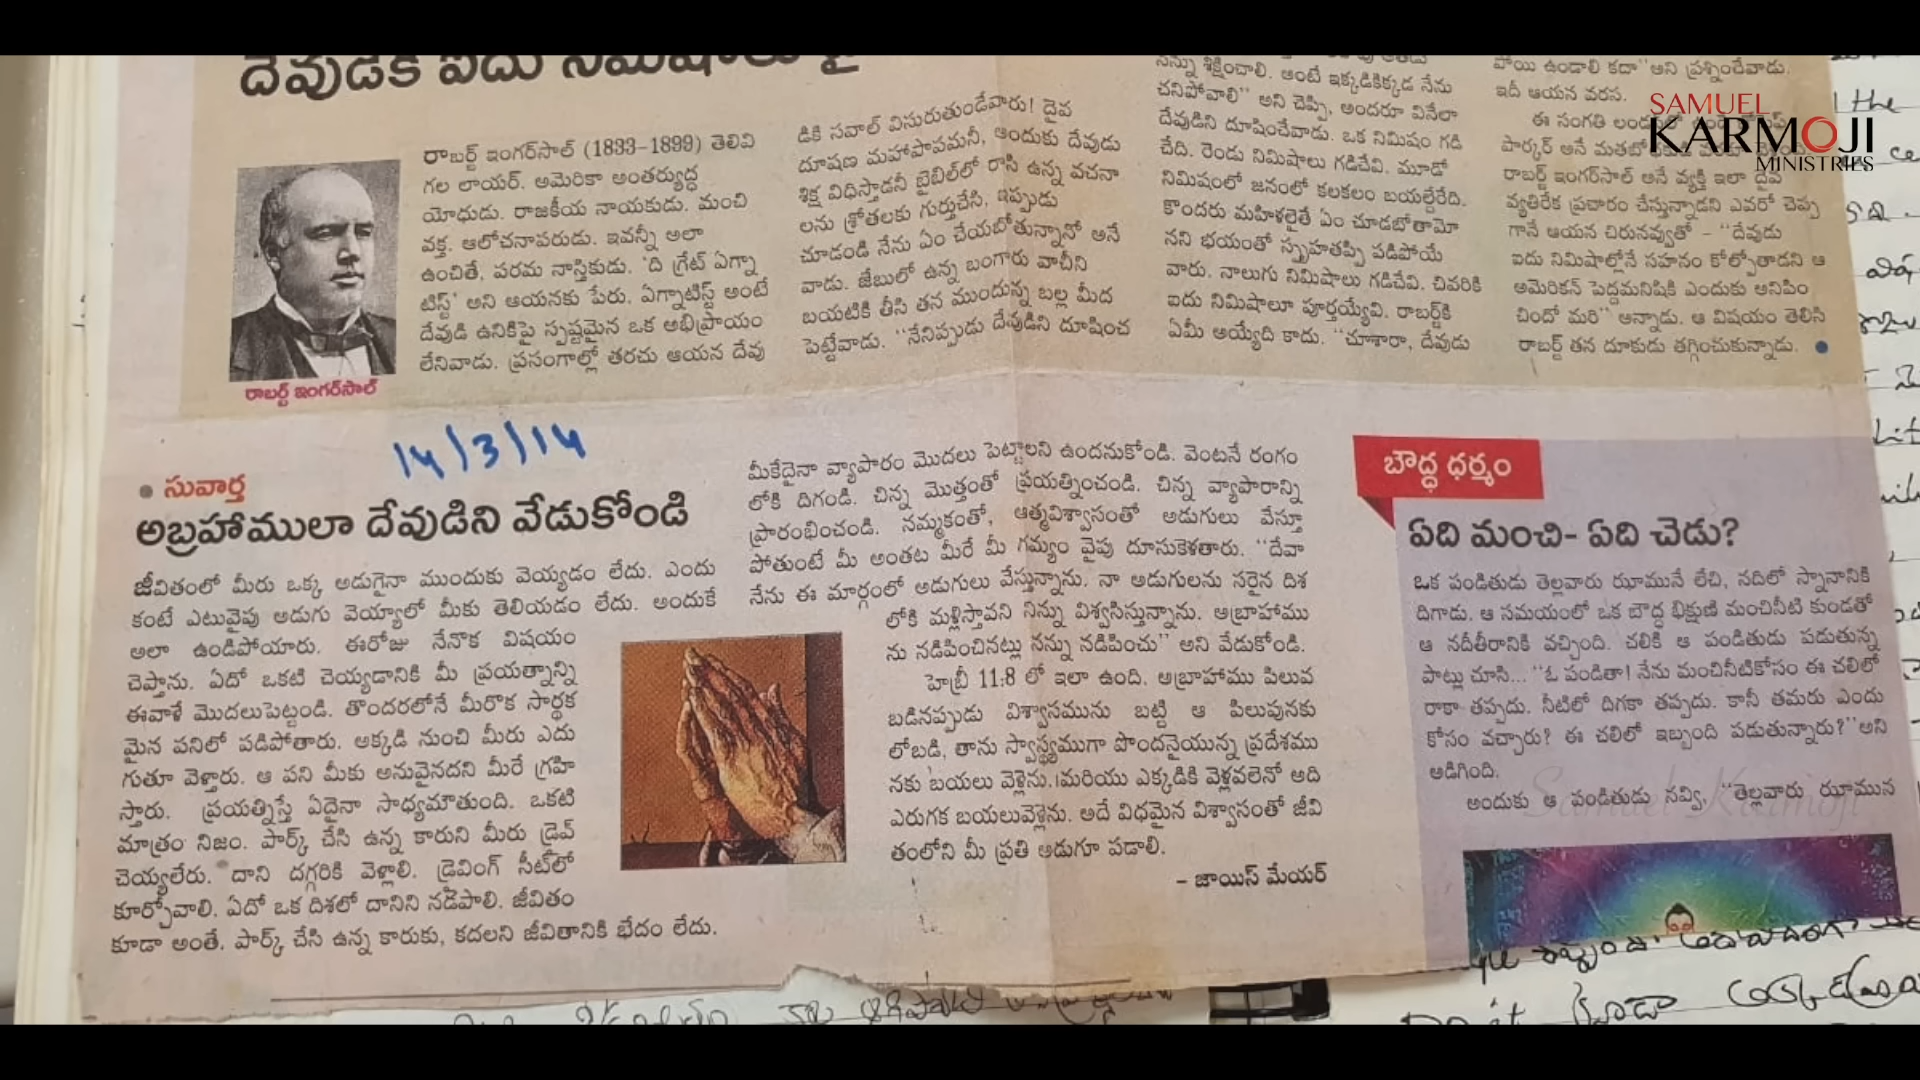 దేవుడికి ఐదు నిమిషాలు
రాబర్ట్ ఇంగర్‌సాల్ (1833-1899) తెలివి
గల లాయర్. అమెరికా అంతర్యుద్ధ
యోధుడు. రాజకీయ నాయకుడు. మంచి
వక్త. ఆలోచనాపరుడు. ఇవన్నీ అలా
ఉంచితే, పరమ నాస్తికుడు. 'ది గ్రేట్ ఏగ్నా
టిస్ట్' అని ఆయనకు పేరు. ఏగ్నాటిస్ట్ అంటే
దేవుడి ఉనికిపై స్పష్టమైన ఒక అభిప్రాయం
లేనివాడు. ప్రసంగాల్లో తరచు ఆయన దేవు
రాబర్ట్ ఇంగర్‌సాల్
డికి సవాల్ విసురుతుండేవారు! దైవ
దూషణ మహాపాపమనీ, అందుకు దేవుడు
శిక్ష విధిస్తాడనీ బైబిల్‌లో రాసి ఉన్న వచనా
లను శ్రోతలకు గుర్తుచేసి, ఇప్పుడు
చూడండి నేను ఏం చేయబోతున్నానో అనే
వాడు. జేబులో ఉన్న బంగారు వాచీని
బయటికి తీసి తన ముందున్న బల్ల మీద
పెట్టేవాడు. "నేనిప్పుడు దేవుడిని దూషించ
నన్ను శిక్షించాలి. అంటే ఇక్కడికిక్కడ నేను
చనిపోవాలి" అని చెప్పి, అందరూ వినేలా
దేవుడిని దూషించేవాడు. ఒక నిమిషం గడి
చేది. రెండు నిమిషాలు గడిచేవి. మూడో
నిమిషంలో జనంలో కలకలం బయల్దేరేది.
కొందరు మహిళలైతే ఏం చూడబోతామో
నని భయంతో స్పృహతప్పి పడిపోయే
వారు. నాలుగు నిమిషాలు గడిచేవి. చివరికి
ఐదు నిమిషాలూ పూర్తయ్యేవి. రాబర్ట్‌కి
ఏమీ అయ్యేది కాదు. "చూశారా, దేవుడు
పోయి ఉండాలి కదా" అని ప్రశ్నించేవాడు.
ఇదీ ఆయన వరస.
ఈ సంగతి
పార్కర్ అనే
రాబర్ట్ ఇంగర్‌సాల్ అనే వ్యక్తి ఇలా దైవ
వ్యతిరేక ప్రచారం చేస్తున్నాడని ఎవరో చెప్ప
గానే ఆయన చిరునవ్వుతో - "దేవుడు
ఐదు నిమిషాల్లోనే సహనం కోల్పోతాడని ఆ
అమెరికన్ పెద్దమనిషికి ఎందుకు అనిపిం
చిందో మరి" అన్నాడు. ఆ విషయం తెలిసి
రాబర్ట్ తన దూకుడు తగ్గించుకున్నాడు.
SAMUEL
KARMOJI
MINISTRIES
14/3/14
సువార్త
అబ్రహాములా దేవుడిని వేడుకోండి
జీవితంలో మీరు ఒక్క అడుగైనా ముందుకు వెయ్యడం లేదు. ఎందు
కంటే ఎటువైపు అడుగు వెయ్యాలో మీకు తెలియడం లేదు. అందుకే
అలా ఉండిపోయారు. ఈరోజు నేనొక విషయం
చెప్తాను. ఏదో ఒకటి చెయ్యడానికి మీ ప్రయత్నాన్ని
ఈవాళే మొదలుపెట్టండి. తొందరలోనే మీరొక సార్థక
మైన పనిలో పడిపోతారు. అక్కడి నుంచి మీరు ఎదు
గుతూ వెళ్తారు. ఆ పని మీకు అనువైనదని మీరే గ్రహి
స్తారు. ప్రయత్నిస్తే ఏదైనా సాధ్యమౌతుంది. ఒకటి
మాత్రం నిజం. పార్క్ చేసి ఉన్న కారుని మీరు డ్రైవ్
చెయ్యలేరు. దాని దగ్గరికి వెళ్లాలి. డ్రైవింగ్ సీట్‌లో
కూర్చోవాలి. ఏదో ఒక దిశలో దానిని నడపాలి. జీవితం
కూడా అంతే. పార్క్ చేసి ఉన్న కారుకు, కదలని జీవితానికి భేదం లేదు.
మీకేదైనా వ్యాపారం మొదలు పెట్టాలని ఉందనుకోండి. వెంటనే రంగం
లోకి దిగండి. చిన్న మొత్తంతో ప్రయత్నించండి. చిన్న వ్యాపారాన్ని
ప్రారంభించండి. నమ్మకంతో, ఆత్మవిశ్వాసంతో అడుగులు వేస్తూ
పోతుంటే మీ అంతట మీరే మీ గమ్యం వైపు దూసుకెళతారు. "దేవా
నేను ఈ మార్గంలో అడుగులు వేస్తున్నాను. నా అడుగులను సరైన దిశ
లోకి మళ్లిస్తావని నిన్ను విశ్వసిస్తున్నాను. అబ్రాహాము
ను నడిపించినట్లు నన్ను నడిపించు" అని వేడుకోండి.
హెబ్రీ 11:8 లో ఇలా ఉంది. అబ్రాహాము పిలువ
బడినప్పుడు విశ్వాసమును బట్టి ఆ పిలుపునకు
లోబడి, తాను స్వాస్థ్యముగా పొందనైయున్న ప్రదేశము
నకు బయలు వెళ్లెను. మరియు ఎక్కడికి వెళ్లవలెనో అది
ఎరుగక బయలువెళ్లెను. అదే విధమైన విశ్వాసంతో జీవి
తంలోని మీ ప్రతి అడుగూ పడాలి.
- జాయిస్ మేయర్
బౌద్ధ ధర్మం
ఏది మంచి- ఏది చెడు?
ఒక పండితుడు తెల్లవారు ఝామునే లేచి, నదిలో స్నానానికి
దిగాడు. ఆ సమయంలో ఒక బౌద్ధ భిక్షుణి మంచినీటి కుండతో
ఆ నదీతీరానికి వచ్చింది. చలికి ఆ పండితుడు పడుతున్న
పాట్లు చూసి... "ఓ పండితా! నేను మంచినీటికోసం ఈ చలిలో
రాకా తప్పదు. నీటిలో దిగకా తప్పదు. కానీ తమరు ఎందు
కోసం వచ్చారు? ఈ చలిలో ఇబ్బంది పడుతున్నారు?" అని
అడిగింది.
అందుకు ఆ పండితుడు నవ్వి, "తెల్లవారు ఝామున
Samuel Karmoji